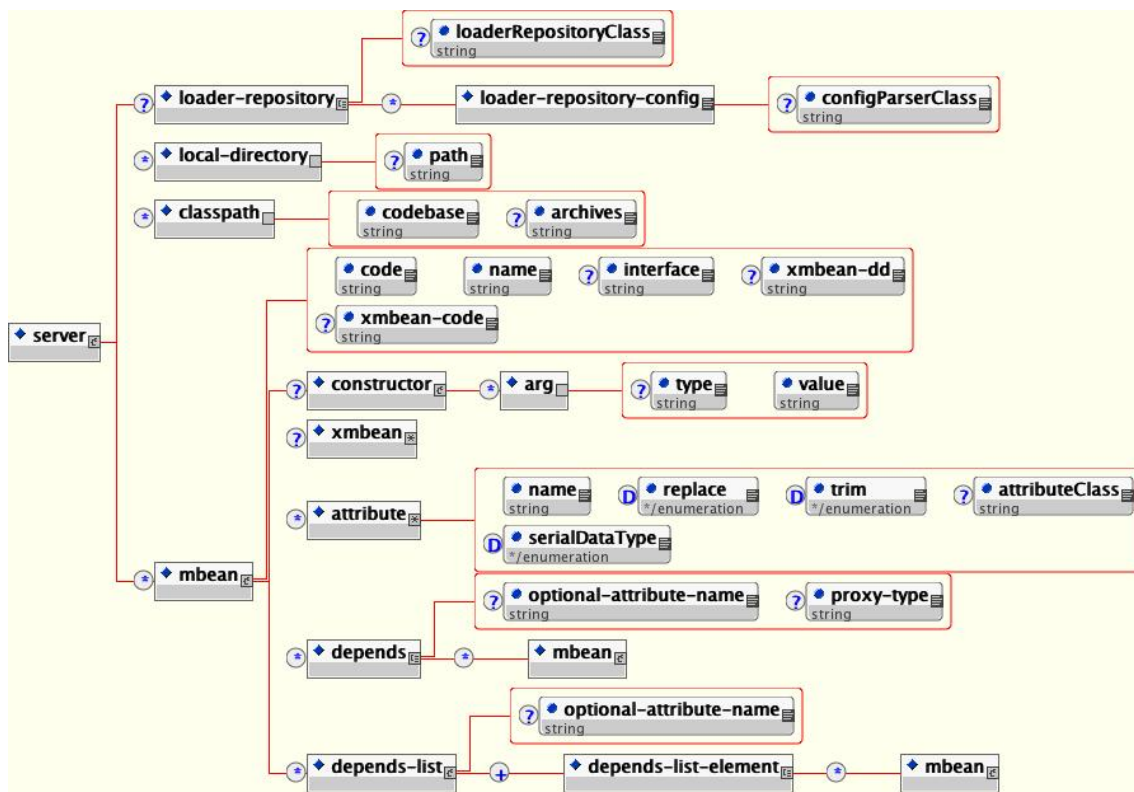 ? loaderRepositoryClass
string
? loader-repository * loader-repository-config ? configParserClass
string
* local-directory ? path
string
* classpath codebase ? archives
string string
code name ? interface ? xmbean-dd
string string string string
? xmbean-code
string
server
? constructor * arg ? type value
string string
? xmbean
name D replace D trim ? attributeClass
string */enumeration */enumeration string
* attribute
D serialDataType
*/enumeration
* mbean
? optional-attribute-name ? proxy-type
string string
* depends * mbean
? optional-attribute-name
string
* depends-list + depends-list-element * mbean